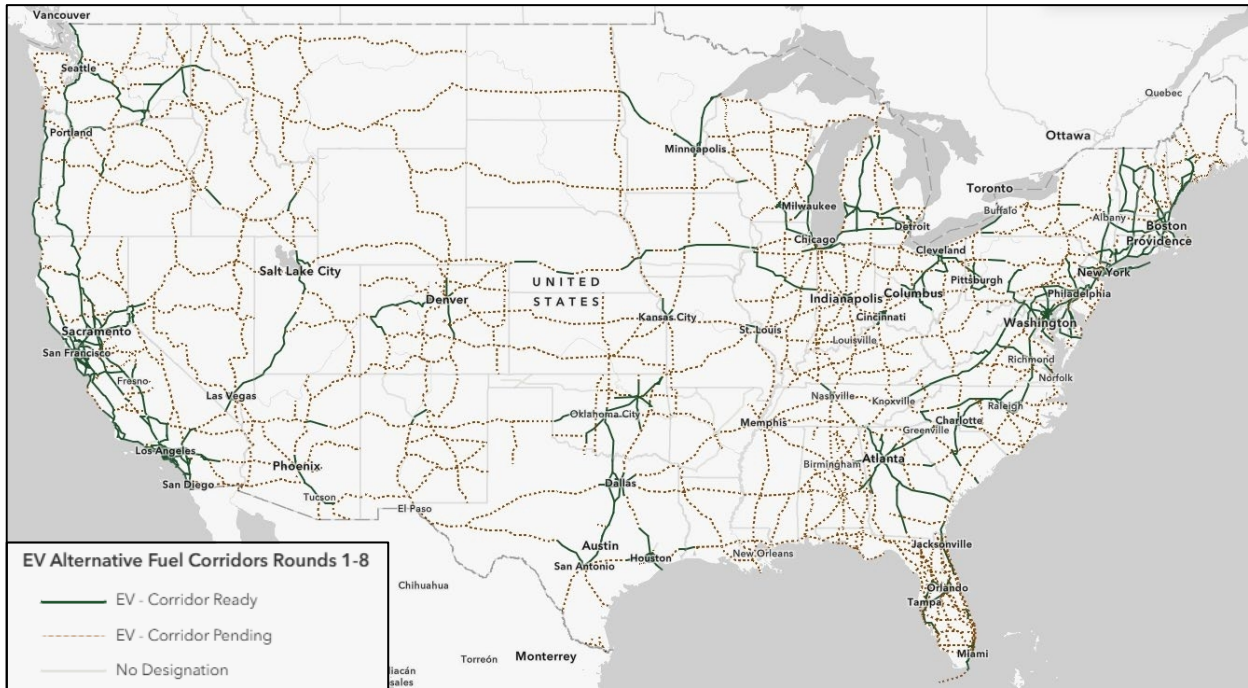 Vancouver
Seattle
Quebec
Portland
Ottawa
Minneapolis
Toronto
Milwaukee
Buffalo
Albany
Boston
Detroit
Chicago
Providence
Cleveland
Salt Lake City
UNITED
STATES
New York
Pittsburgh
Denver
Indianapolis
Columbus
Philadelphia
Sacramento
Kansas City
Cincinnati
Washington
St. Louis
San Francisco
Louisville
Richmond
Fresno
Norfolk
Las Vegas
Nashville
Knoxville
Raleigh
Oklahoma City
Memphis
Charlotte
Greenville
Los Angeles
Phoenix
Birmingham
Atlanta
San Diego
Dallas
Tucson
El Paso
Austin
Jacksonville
Houston
New Orleans
San Antonio
Chihuahua
Orlando
Tampa
Miami
Torreón
Monterrey
liacán
sales
EV Alternative Fuel Corridors Rounds 1-8
EV - Corridor Ready
EV - Corridor Pending
No Designation